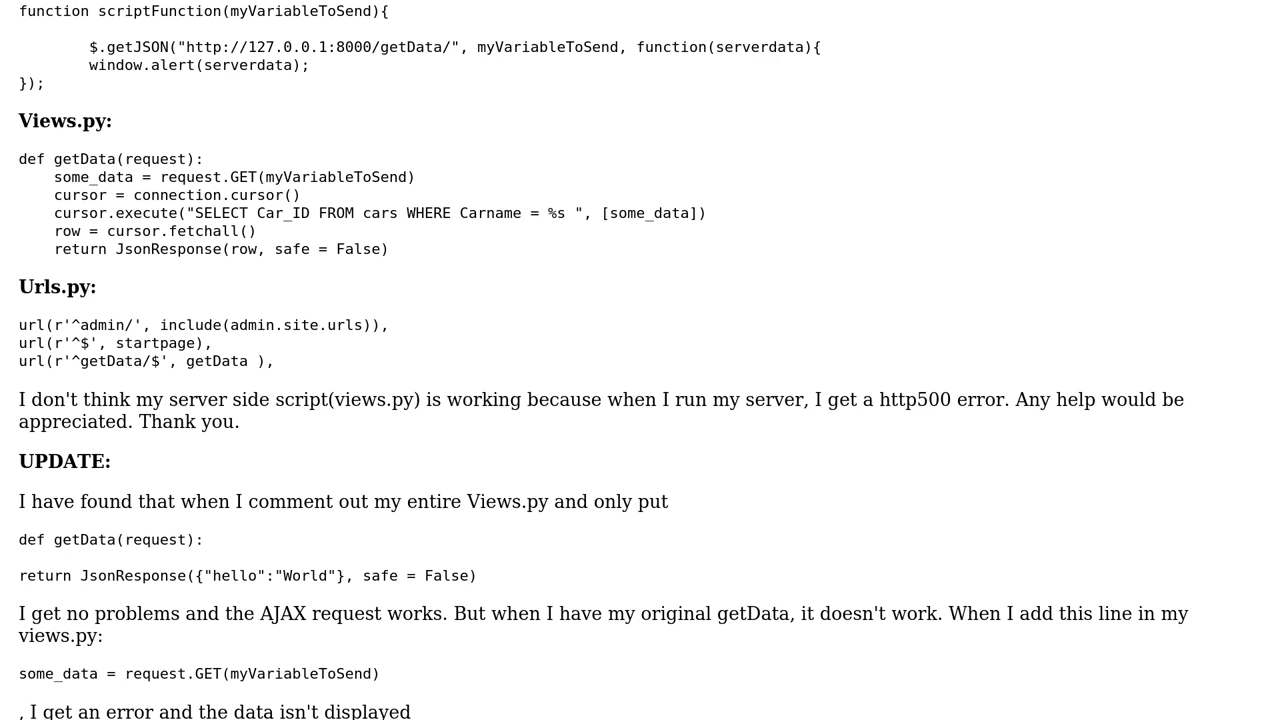 function scriptFunction(myVariableToSend){
$.getJSON("http://127.0.0.1:8000/getData/", myVariableToSend, function(serverdata){
window.alert(serverdata);
});
Views.py:
def getData(request):
some_data = request.GET(myVariableToSend)
cursor = connection.cursor()
cursor.execute("SELECT Car_ID FROM cars WHERE Carname = %s ", [some_data])
row = cursor.fetchall()
return JsonResponse(row, safe = False)
Urls.py:
url(r'^admin/', include(admin.site.urls)),
url(r'^$', startpage),
url(r'^getData/$', getData ),
I don't think my server side script(views.py) is working because when I run my server, I get a http500 error. Any help would be
appreciated. Thank you.
UPDATE:
I have found that when I comment out my entire Views.py and only put
def getData(request):
return JsonResponse({"hello":"World"}, safe = False)
I get no problems and the AJAX request works. But when I have my original getData, it doesn't work. When I add this line in my
views.py:
some_data = request.GET(myVariableToSend)
, I get an error and the data isn't displayed